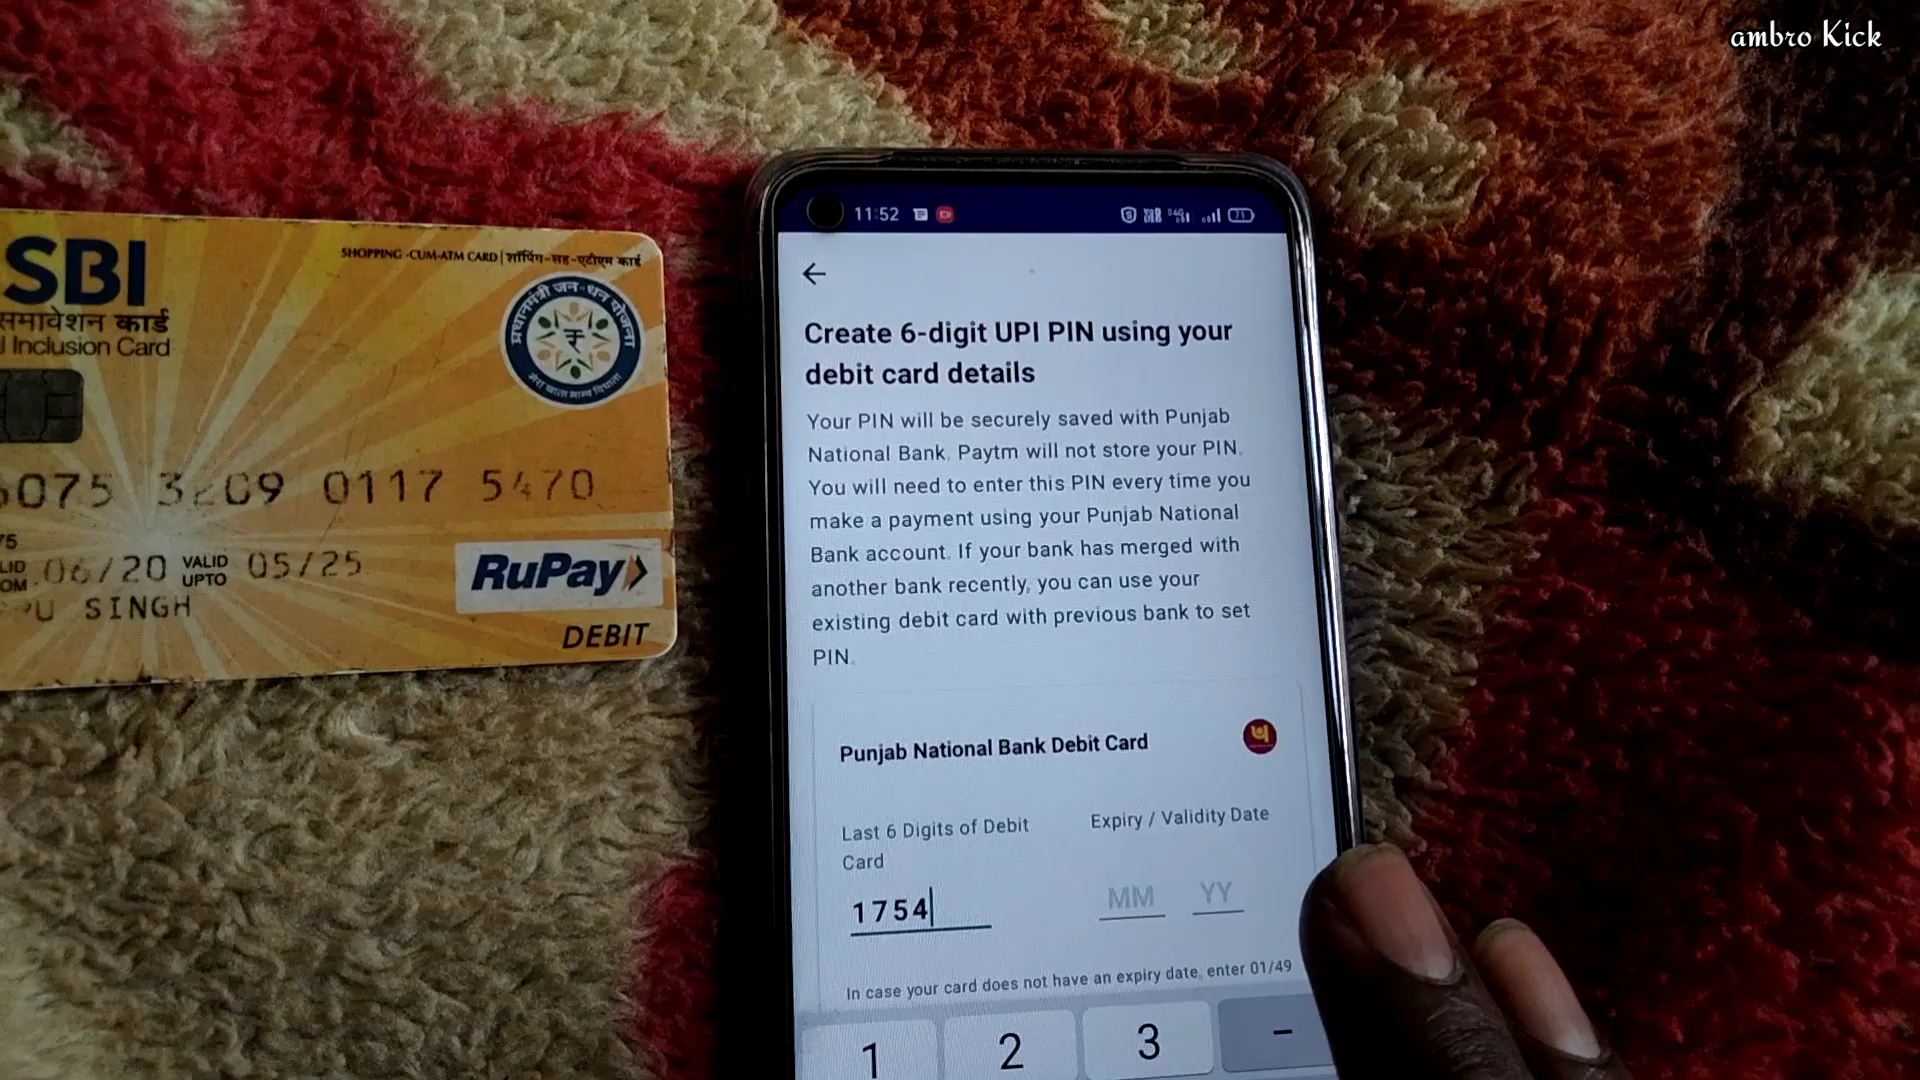 ambro Kick
SBI
SHOPPING-CUM-ATM CARD | शॉपिंग-सह-एटीएम कार्ड
प्रधानमंत्री जन-धन योजना
मेरा खाता भाग्य विधाता
समावेशन कार्ड
Inclusion Card
0117 5470
06/20 VALID UPTO 05/25
SINGH
RuPay
DEBIT
11:52
71
Create 6-digit UPI PIN using your
debit card details
Your PIN will be securely saved with Punjab
National Bank. Paytm will not store your PIN.
You will need to enter this PIN every time you
make a payment using your Punjab National
Bank account. If your bank has merged with
another bank recently, you can use your
existing debit card with previous bank to set
PIN.
Punjab National Bank Debit Card
Last 6 Digits of Debit
Card
Expiry / Validity Date
1754
MM YY
In case your card does not have an expiry date, enter 01/49
1 2 3 -